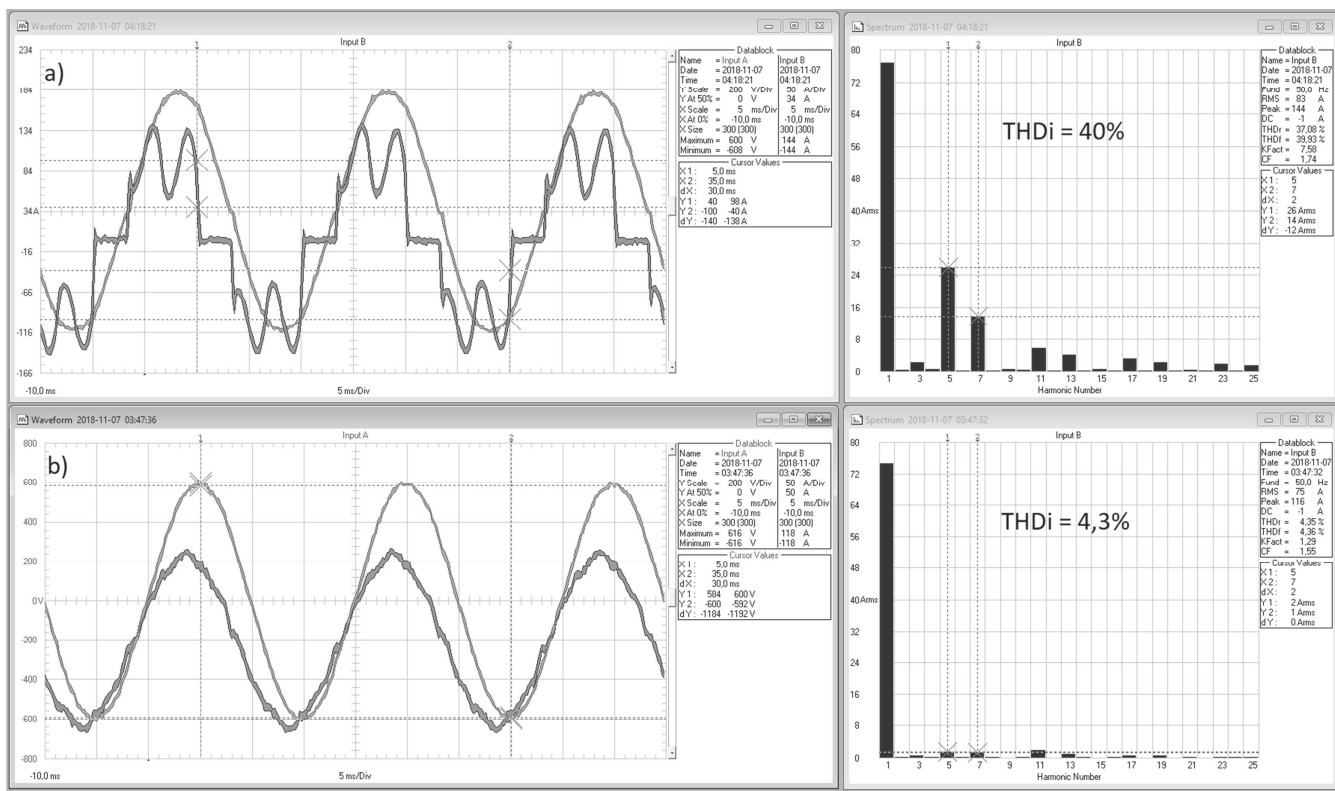 Waveform 2018-11-07 04:18:21
Input B
a)
1
2
234
184
134
84
34A
-16
-66
-116
-166
-10,0 ms
5 ms/Div
Datablock
Name = Input A Input B
Date = 2018-11-07 2018-11-07
Time = 04:18:21 04:18:21
Y Scale = 200 V/Div 50 A/Div
Y At 50% = 0 V 34 A
X Scale = 5 ms/Div 5 ms/Div
X At 0% = -10,0 ms -10,0 ms
X Size = 300 (300) 300 (300)
Maximum = 600 V 144 A
Minimum = -608 V -144 A
Cursor Values
X1: 5,0 ms
X2: 35,0 ms
dX: 30,0 ms
Y1: 40 98 A
Y2: -100 -40 A
dY: -140 -138 A
Spectrum 2018-11-07 04:18:21
Input B
1 2
THDi = 40%
80
72
64
56
48
40Arms
32
24
16
8
0
1 3 5 7 9 11 13 15 17 19 21 23 25
Harmonic Number
Datablock
Name = Input B
Date = 2018-11-07
Time = 04:18:21
Fund = 50,0 Hz
RMS = 83 A
Peak = 144 A
DC = -1 A
THDr = 37,08 %
THDf = 39,93 %
KFact = 7,58
CF = 1,74
Cursor Values
X1: 5
X2: 7
dX: 2
Y1: 26 Arms
Y2: 14 Arms
dY: -12 Arms
Waveform 2018-11-07 03:47:36
Input A
b)
1
2
800
600
400
200
0V
-200
-400
-600
-800
-10,0 ms
5 ms/Div
Datablock
Name = Input A Input B
Date = 2018-11-07 2018-11-07
Time = 03:47:36 03:47:36
Y Scale = 200 V/Div 50 A/Div
Y At 50% = 0 V 50 A
X Scale = 5 ms/Div 5 ms/Div
X At 0% = -10,0 ms -10,0 ms
X Size = 300 (300) 300 (300)
Maximum = 616 V 118 A
Minimum = -616 V -118 A
Cursor Values
X1: 5,0 ms
X2: 35,0 ms
dX: 30,0 ms
Y1: 584 600 V
Y2: -600 -592 V
dY: -1184 -1192 V
Spectrum 2018-11-07 03:47:32
Input B
1 2
THDi = 4,3%
80
72
64
56
48
40Arms
32
24
16
8
0
1 3 5 7 9 11 13 15 17 19 21 23 25
Harmonic Number
Datablock
Name = Input B
Date = 2018-11-07
Time = 03:47:32
Fund = 50,0 Hz
RMS = 75 A
Peak = 116 A
DC = -1 A
THDr = 4,35 %
THDf = 4,36 %
KFact = 1,29
CF = 1,55
Cursor Values
X1: 5
X2: 7
dX: 2
Y1: 2 Arms
Y2: 1 Arms
dY: 0 Arms